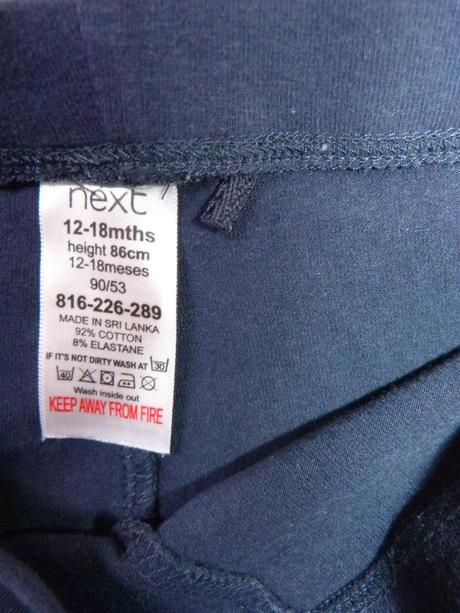 next
12-18mths
height 86cm
12-18meses
90/53
816-226-289
MADE IN SRI LANKA
92% COTTON
8% ELASTANE
IF IT'S NOT DIRTY WASH AT 30
40
Wash inside out
KEEP AWAY FROM FIRE